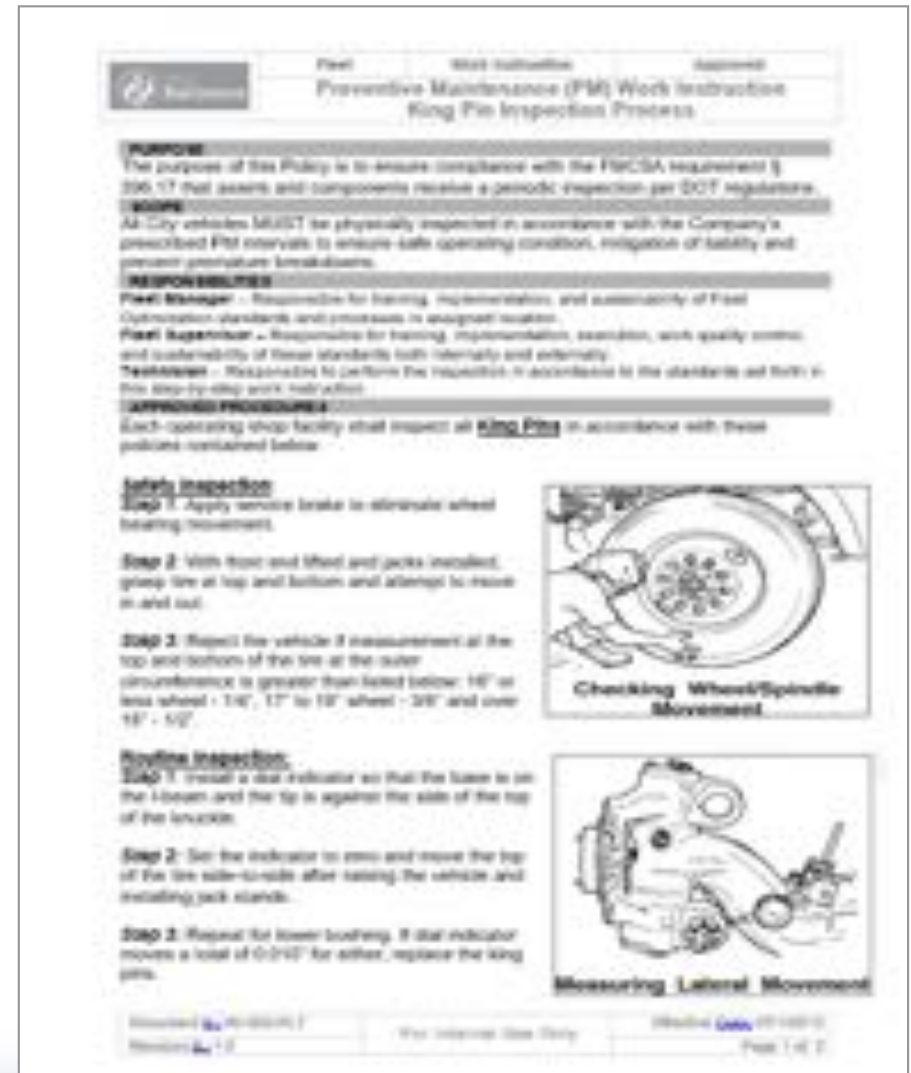 Fleet Work Instruction Approved
Preventive Maintenance (PM) Work Instruction
King Pin Inspection Process
PURPOSE
The purpose of this Policy is to ensure compliance with the FMCSA requirement §
396.17 that assets and components receive a periodic inspection per DOT regulations.
SCOPE
All City vehicles MUST be physically inspected in accordance with the Company's
prescribed PM intervals to ensure safe operating condition, mitigation of liability and
prevent premature breakdowns.
RESPONSIBILITIES
Fleet Manager – Responsible for training, implementation, and sustainability of Fleet
Optimization standards and processes in assigned location.
Fleet Supervisor – Responsible for training, implementation, execution, work quality control,
and sustainability of these standards both internally and externally.
Technician – Responsible to perform the inspection in accordance to the standards set forth in
this step-by-step work instruction.
APPROVED PROCEDURES
Each operating shop facility shall inspect all King Pins in accordance with these
policies contained below.
Safety Inspection
Step 1: Apply service brake to eliminate wheel
bearing movement.
Step 2: With front end lifted and jacks installed,
grasp tire at top and bottom and attempt to move
in and out.
Step 3: Reject the vehicle if measurement at the
top and bottom of the tire at the outer
circumference is greater than listed below: 16" or
less wheel - 1/4", 17" to 18" wheel - 3/8" and over
18" - 1/2".
Checking Wheel/Spindle
Movement
Routine Inspection:
Step 1: Install a dial indicator so that the base is on
the I-beam and the tip is against the side of the top
of the knuckle.
Step 2: Set the indicator to zero and move the top
of the tire side-to-side after raising the vehicle and
installing jack stands.
Step 3: Repeat for lower bushing. If dial indicator
moves a total of 0.010" for either, replace the king
pins.
Measuring Lateral Movement
Document
For Internal Use Only
Effective Date:
Revision
Page 1 of 2